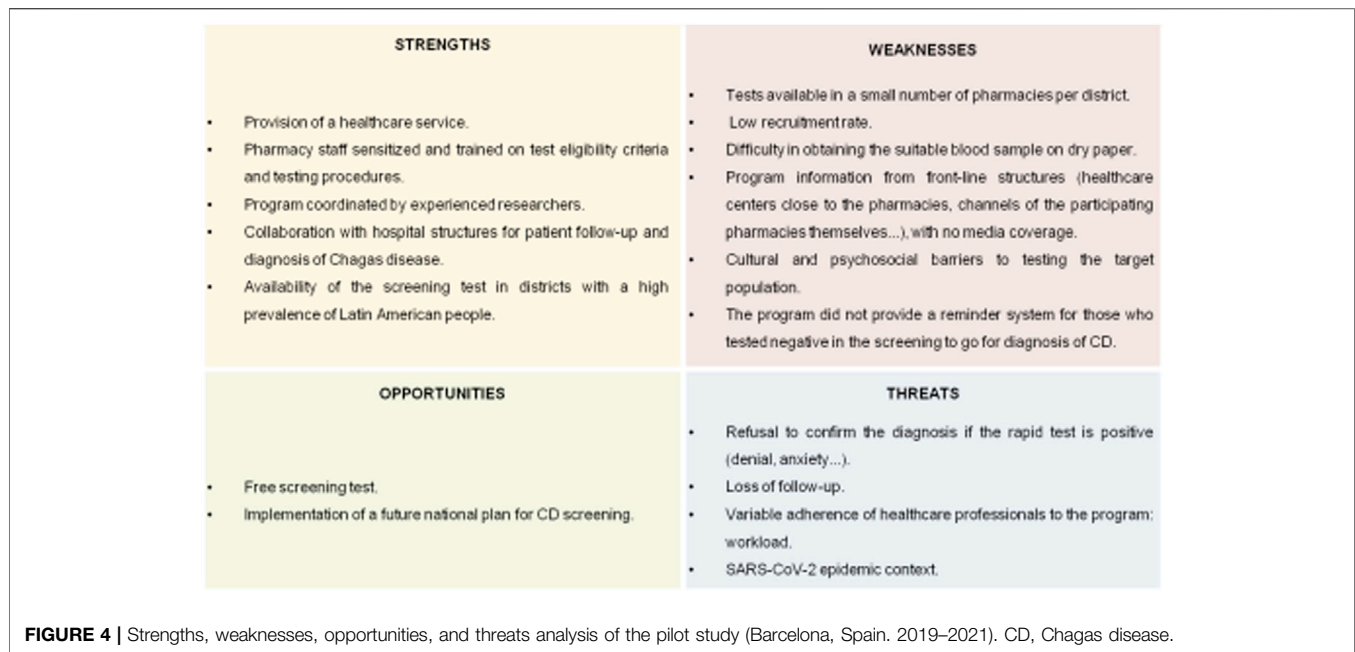 STRENGTHS
• Provision of a healthcare service.
• Pharmacy staff sensitized and trained on test eligibility criteria
and testing procedures.
• Program coordinated by experienced researchers.
• Collaboration with hospital structures for patient follow-up and
diagnosis of Chagas disease.
• Availability of the screening test in districts with a high
prevalence of Latin American people.
WEAKNESSES
• Tests available in a small number of pharmacies per district.
• Low recruitment rate.
• Difficulty in obtaining the suitable blood sample on dry paper.
• Program information from front-line structures (healthcare
centers close to the pharmacies, channels of the participating
pharmacies themselves...), with no media coverage.
• Cultural and psychosocial barriers to testing the target
population.
• The program did not provide a reminder system for those who
tested negative in the screening to go for diagnosis of CD.
OPPORTUNITIES
• Free screening test.
• Implementation of a future national plan for CD screening.
THREATS
• Refusal to confirm the diagnosis if the rapid test is positive
(denial, anxiety...).
• Loss of follow-up.
• Variable adherence of healthcare professionals to the program:
workload.
• SARS-CoV-2 epidemic context.
FIGURE 4 | Strengths, weaknesses, opportunities, and threats analysis of the pilot study (Barcelona, Spain. 2019–2021). CD, Chagas disease.